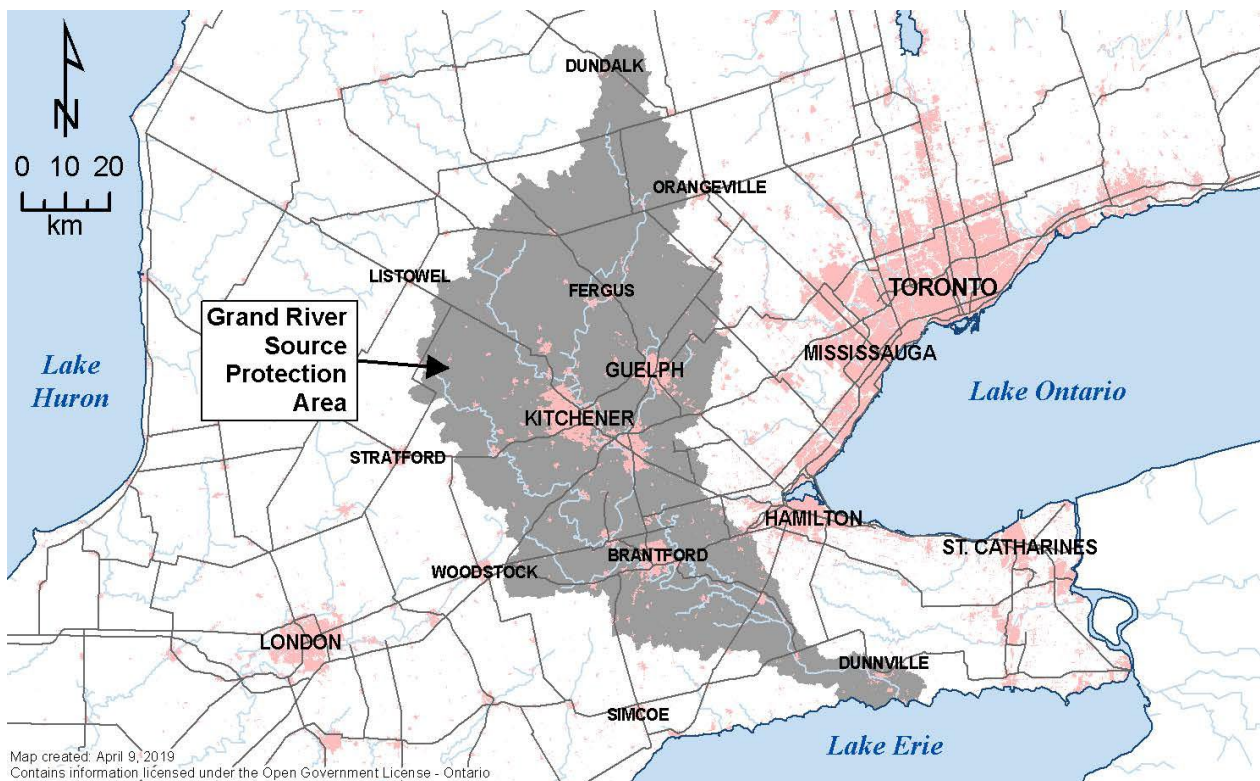 DUNDALK
N
ORANGEVILLE
0 10 20
km
LISTOWEL
FERGUS
TORONTO
Grand River
Source
Protection
Area
MISSISSAUGA
GUELPH
Lake
Huron
Lake Ontario
KITCHENER
STRATFORD
HAMILTON
ST. CATHARINES
BRANTFORD
WOODSTOCK
LONDON
DUNNVILLE
SIMCOE
Lake Erie
Map created: April 9, 2019
Contains information licensed under the Open Government License - Ontario